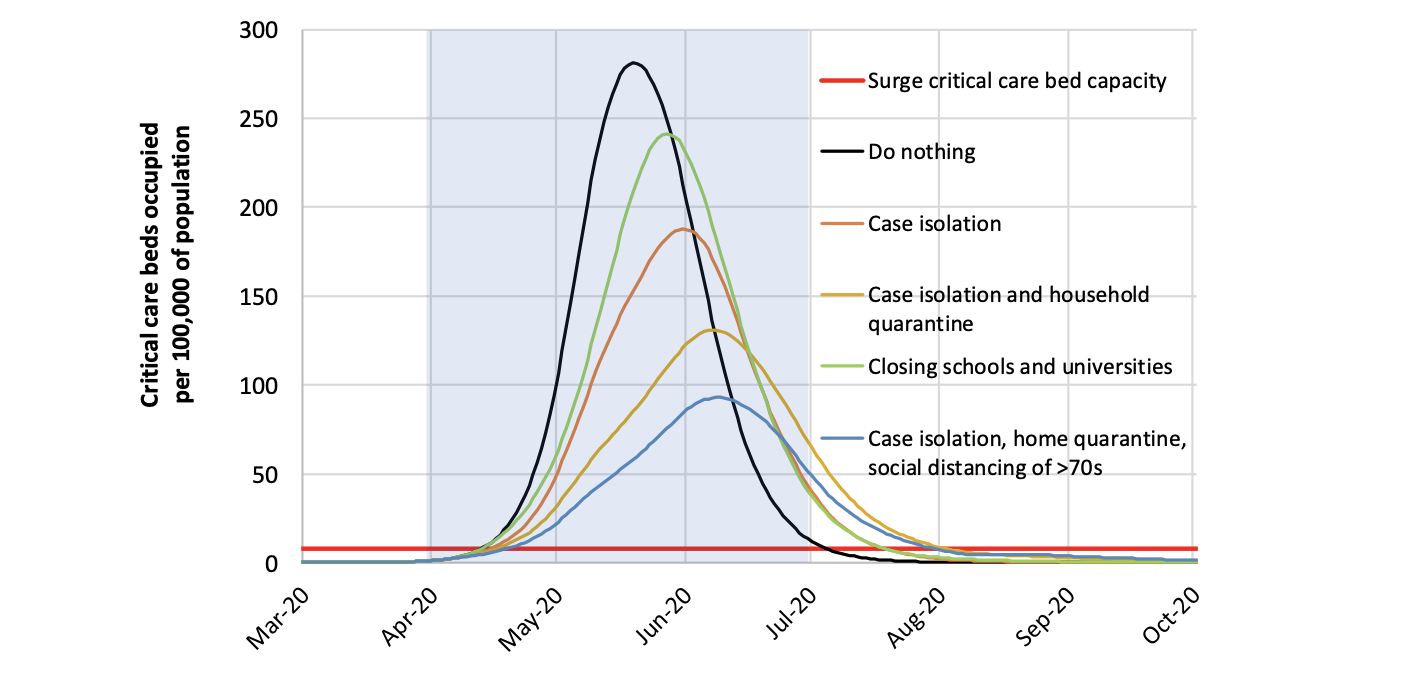 Critical care beds occupied
per 100,000 of population
300
250
200
150
100
50
0
Mar-20
Apr-20
May-20
Jun-20
Jul-20
Aug-20
Sep-20
Oct-20
Surge critical care bed capacity
Do nothing
Case isolation
Case isolation and household
quarantine
Closing schools and universities
Case isolation, home quarantine,
social distancing of >70s